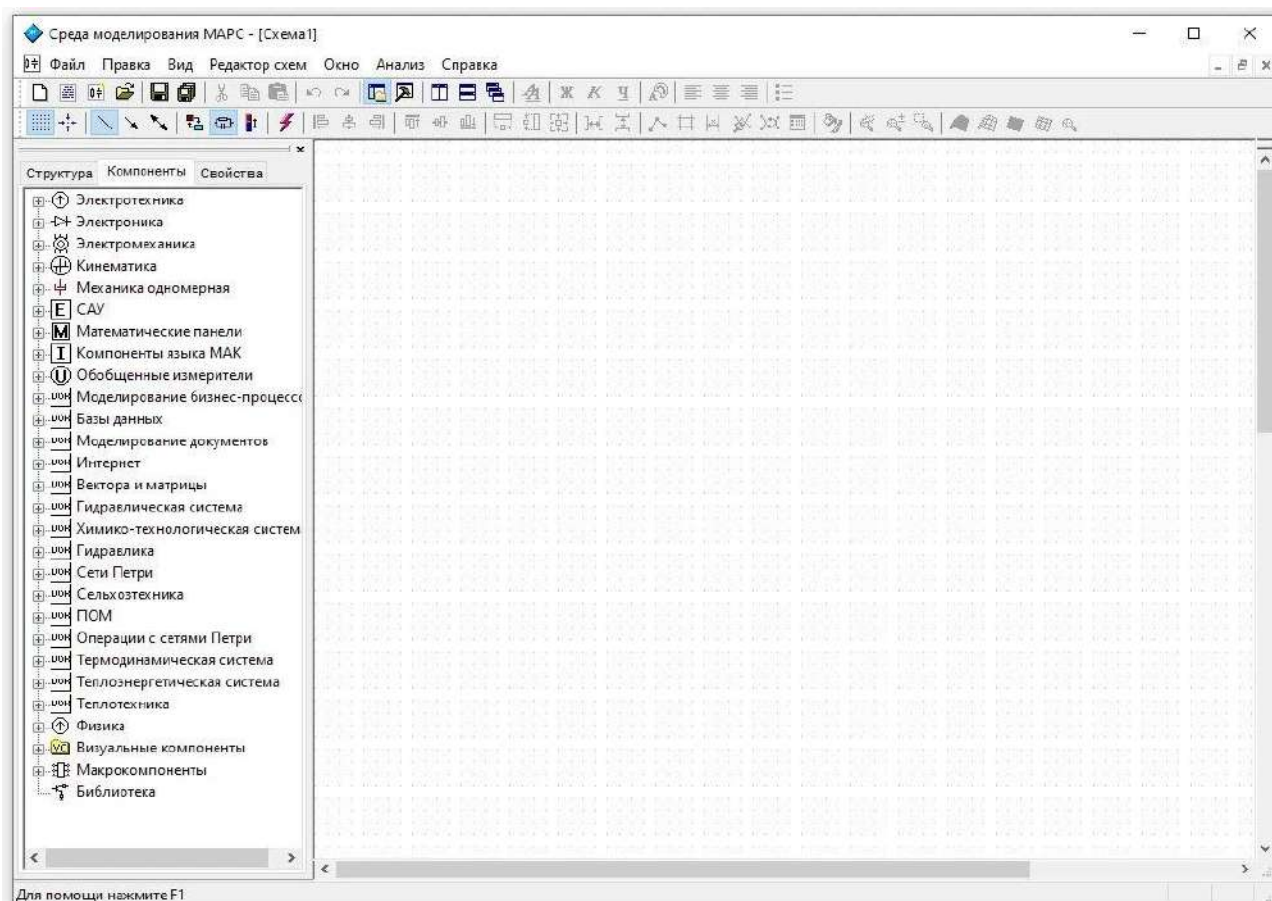 Среда моделирования МАРС - [Схема1]
Файл Правка Вид Редактор схем Окно Анализ Справка
Ж К Ч
Структура Компоненты Свойства
Электротехника
Электроника
Электромеханика
Кинематика
Механика одномерная
E САУ
M Математические панели
I Компоненты языка МАК
U Обобщенные измерители
Моделирование бизнес-процессо
Базы данных
Моделирование документов
Интернет
Вектора и матрицы
Гидравлическая система
Химико-технологическая систем
Гидравлика
Сети Петри
Сельхозтехника
ПОМ
Операции с сетями Петри
Термодинамическая система
Теплоэнергетическая система
Теплотехника
Физика
VC Визуальные компоненты
Макрокомпоненты
Библиотека
Для помощи нажмите F1